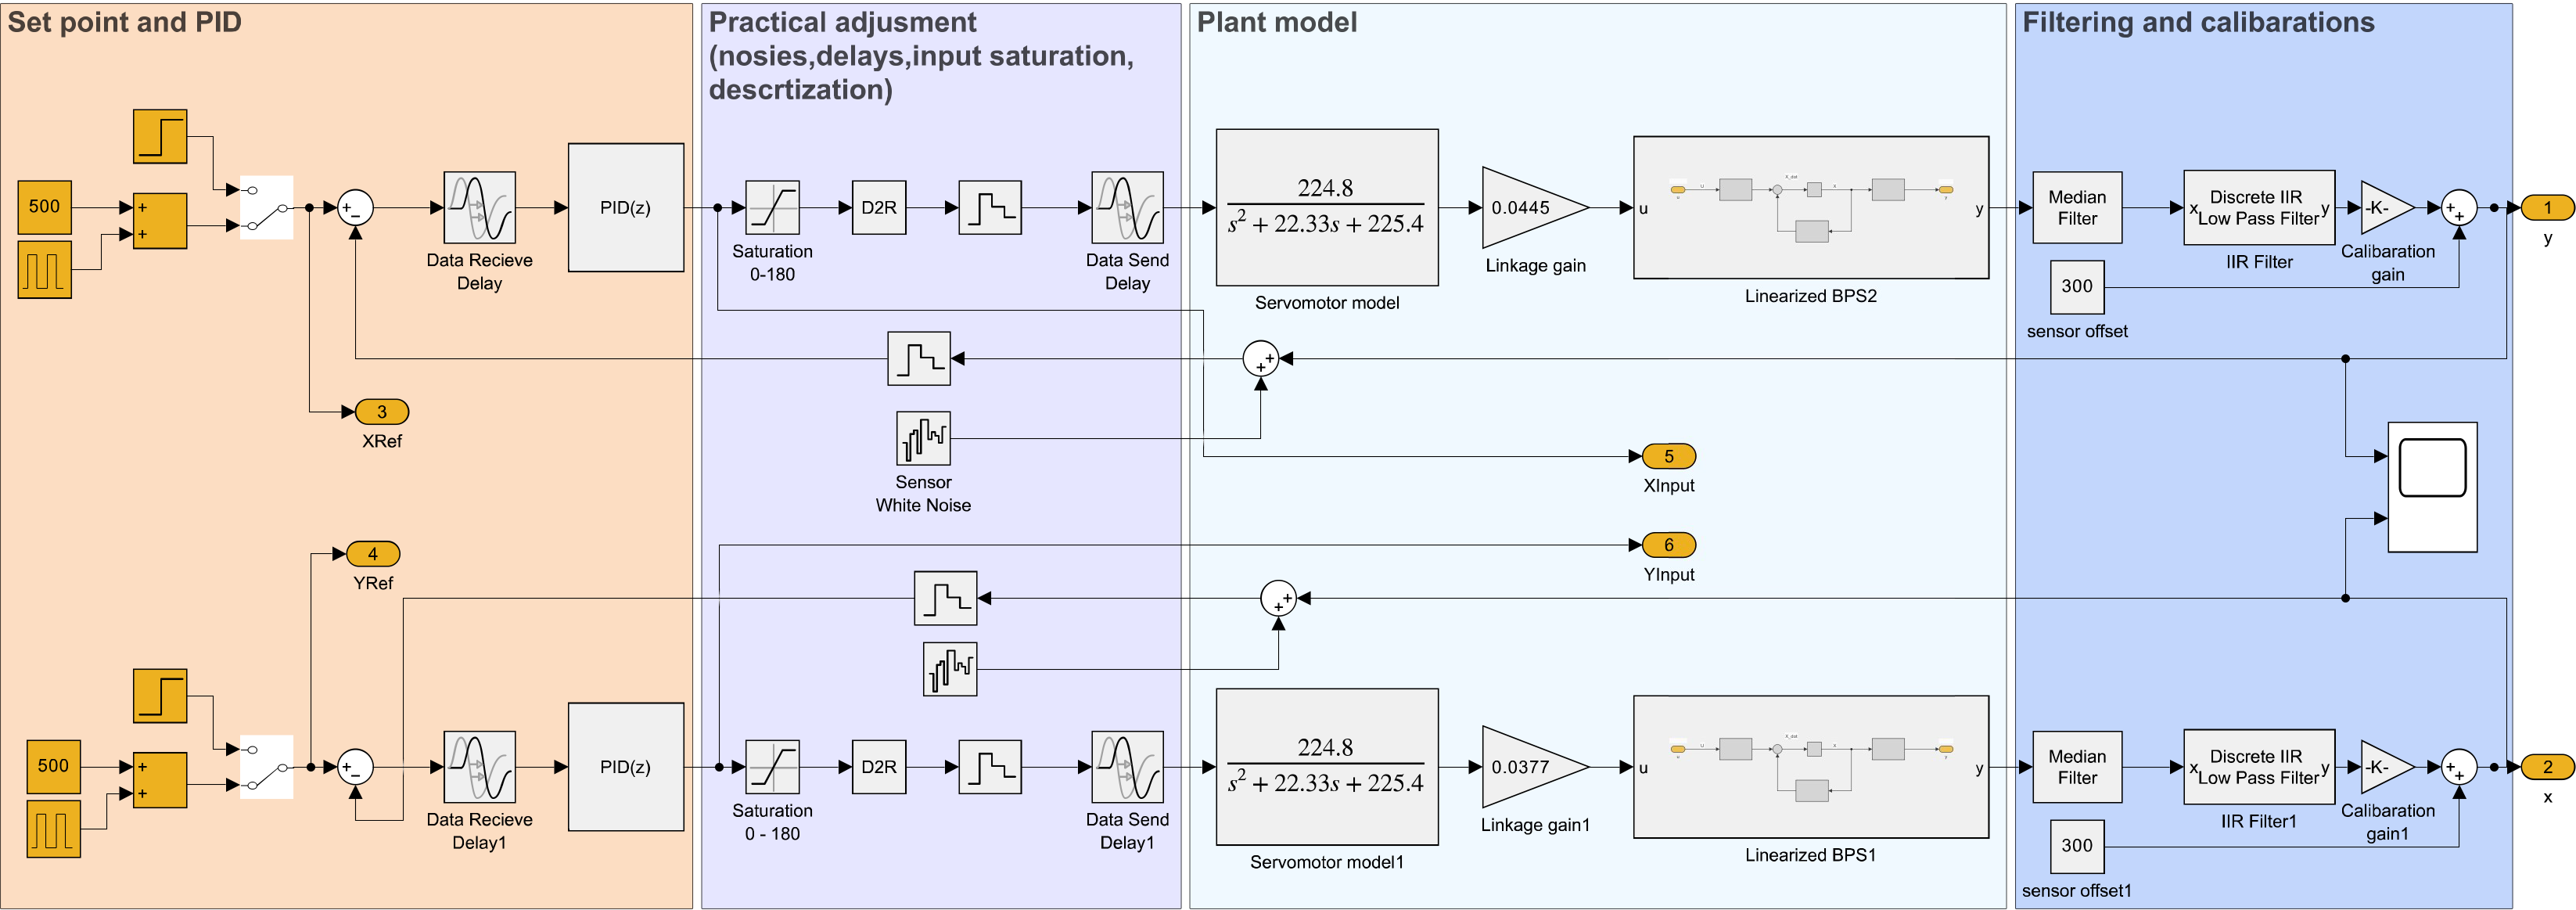 Set point and PID
Practical adjusment
(nosies,delays,input saturation,
descrtization)
Plant model
Filtering and calibarations
500
+
+
+
−
Data Recieve
Delay
PID(z)
Saturation
0-180
D2R
Data Send
Delay
224.8
s² + 22.33s + 225.4
Servomotor model
0.0445
Linkage gain
u
y
Linearized BPS2
Median
Filter
x
Discrete IIR
Low Pass Filter
y
IIR Filter
-K-
Calibaration
gain
+
+
1
y
300
sensor offset
+
+
3
XRef
Sensor
White Noise
5
XInput
6
YInput
4
YRef
+
+
500
+
+
+
−
Data Recieve
Delay1
PID(z)
Saturation
0 - 180
D2R
Data Send
Delay1
224.8
s² + 22.33s + 225.4
Servomotor model1
0.0377
Linkage gain1
u
y
Linearized BPS1
Median
Filter
x
Discrete IIR
Low Pass Filter
y
IIR Filter1
-K-
Calibaration
gain1
+
+
2
x
300
sensor offset1